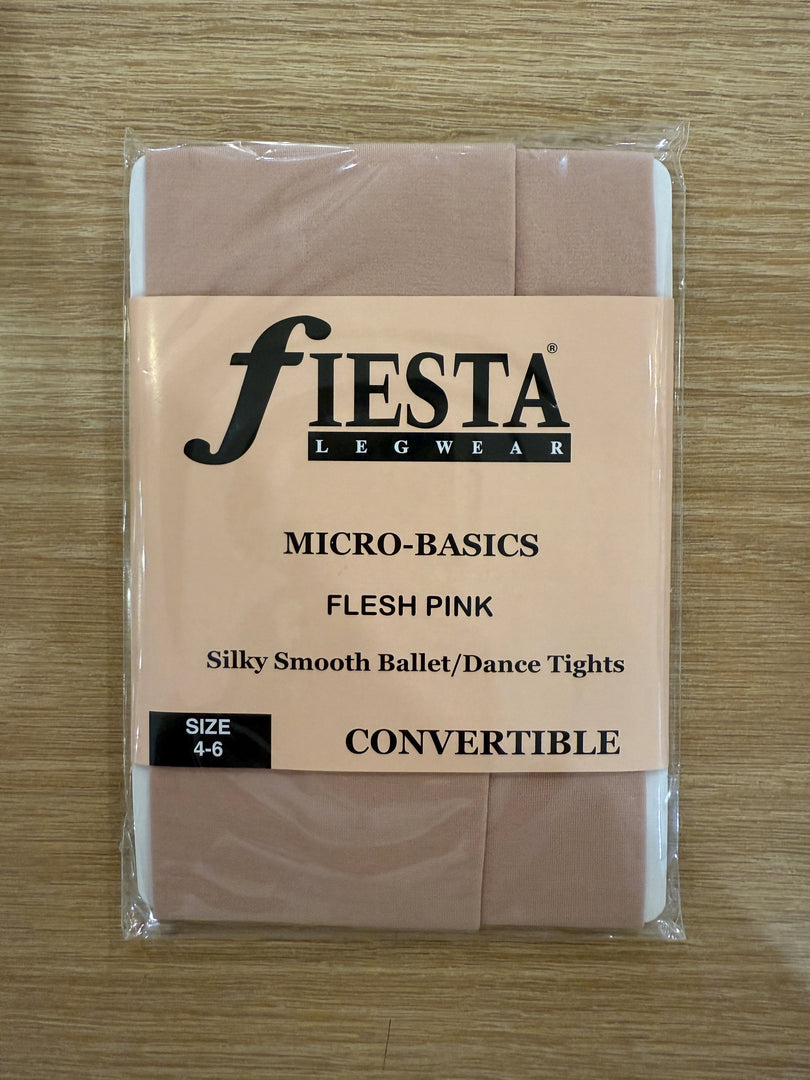 fIESTA®
LEGWEAR
MICRO-BASICS
FLESH PINK
Silky Smooth Ballet/Dance Tights
SIZE
4-6
CONVERTIBLE